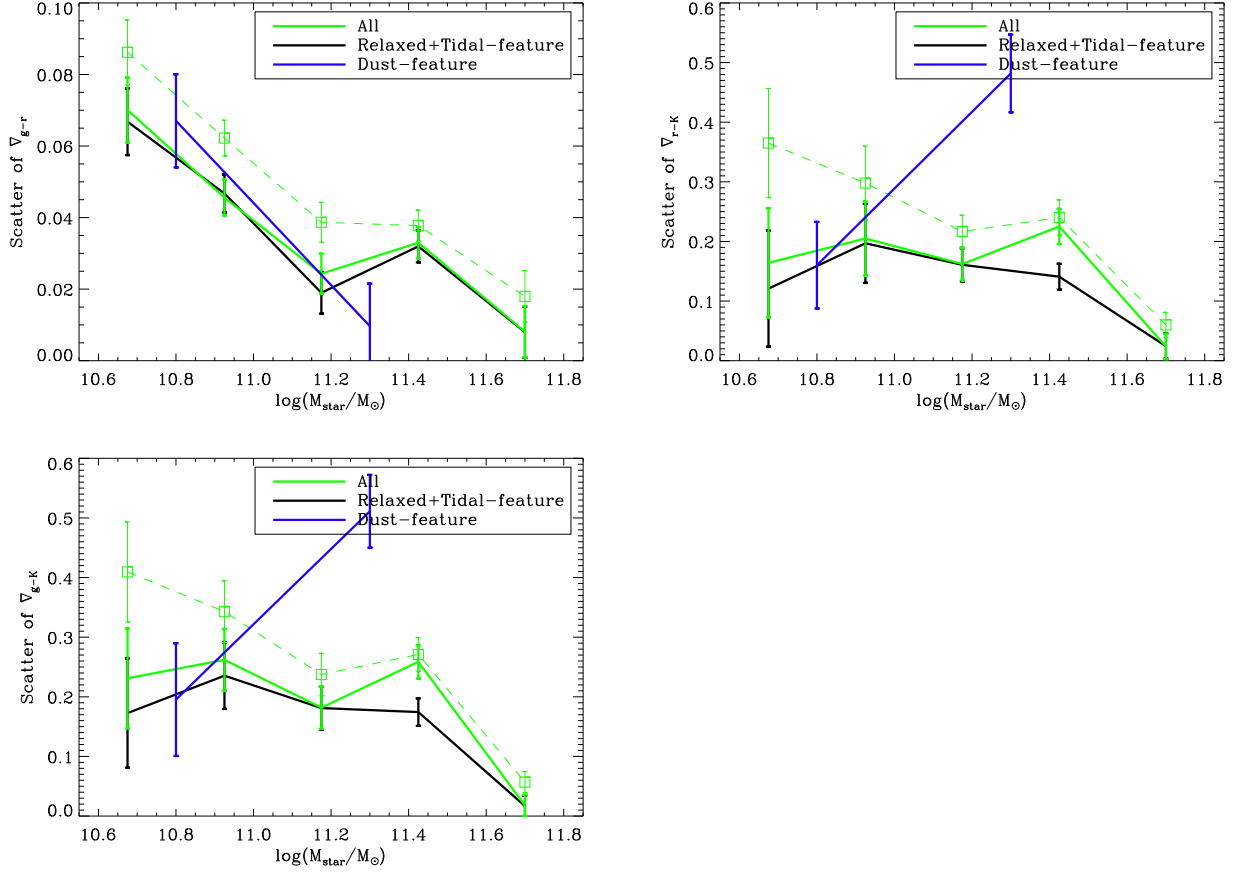 0.10
0.08
0.06
0.04
0.02
0.00
Scatter of ∇g−r
All
Relaxed+Tidal−feature
Dust−feature
10.6 10.8 11.0 11.2 11.4 11.6 11.8
log(Mstar/M⊙)
0.6
0.5
0.4
0.3
0.2
0.1
0.0
Scatter of ∇r−K
All
Relaxed+Tidal−feature
Dust−feature
10.6 10.8 11.0 11.2 11.4 11.6 11.8
log(Mstar/M⊙)
0.6
0.5
0.4
0.3
0.2
0.1
0.0
Scatter of ∇g−K
All
Relaxed+Tidal−feature
Dust−feature
10.6 10.8 11.0 11.2 11.4 11.6 11.8
log(Mstar/M⊙)